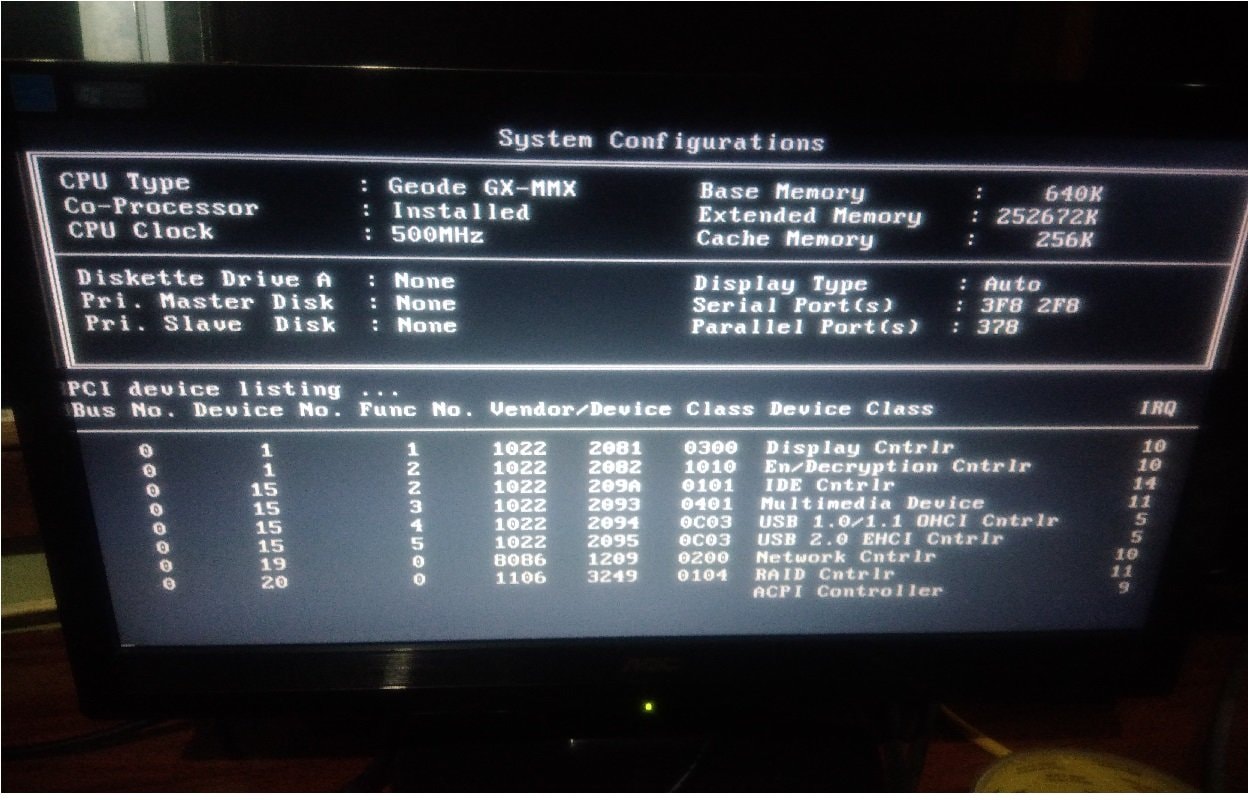 System Configurations
CPU Type : Geode GX-MMX Base Memory : 640K
Co-Processor : Installed Extended Memory : 252672K
CPU Clock : 500MHz Cache Memory : 256K
Diskette Drive A : None Display Type : Auto
Pri. Master Disk : None Serial Port(s) : 3F8 2F8
Pri. Slave Disk : None Parallel Port(s) : 378
PCI device listing ...
Bus No. Device No. Func No. Vendor/Device Class Device Class IRQ
0 1 1 1022 2081 0300 Display Cntrlr 10
0 1 2 1022 2082 1010 En/Decryption Cntrlr 10
0 15 2 1022 209A 0101 IDE Cntrlr 14
0 15 3 1022 2093 0401 Multimedia Device 11
0 15 4 1022 2094 0C03 USB 1.0/1.1 OHCI Cntrlr 5
0 15 5 1022 2095 0C03 USB 2.0 EHCI Cntrlr 5
0 19 0 8086 1209 0200 Network Cntrlr 10
0 20 0 1106 3249 0104 RAID Cntrlr 11
ACPI Controller 9